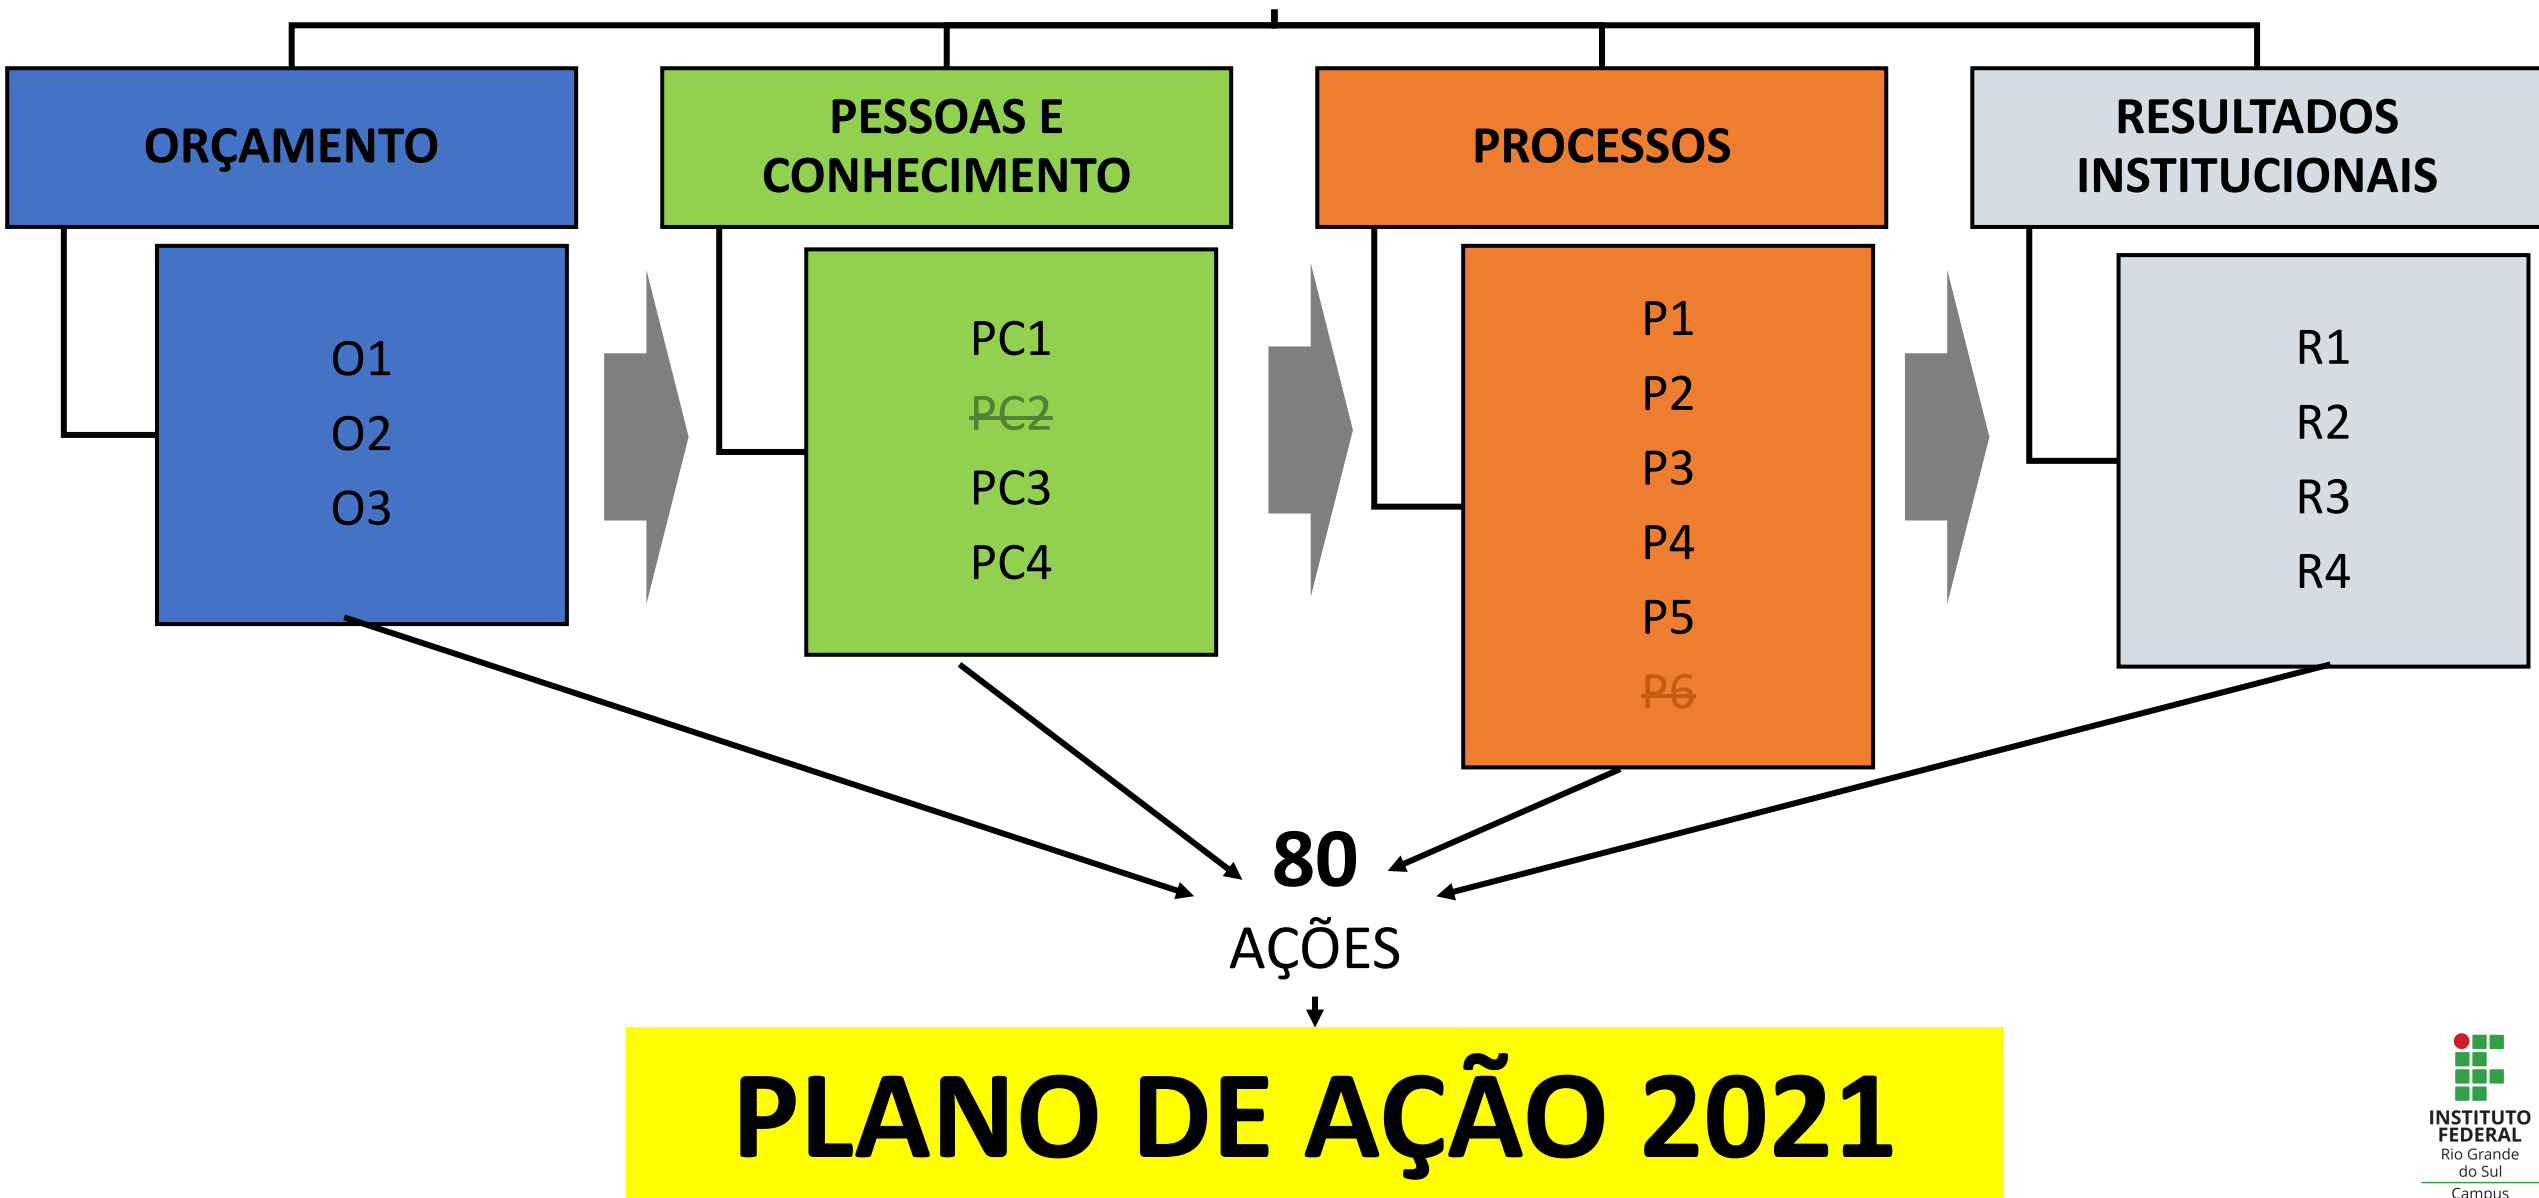 ORÇAMENTO
O1
O2
O3
PESSOAS E
CONHECIMENTO
PC1
PC2
PC3
PC4
PROCESSOS
P1
P2
P3
P4
P5
P6
RESULTADOS
INSTITUCIONAIS
R1
R2
R3
R4
80
AÇÕES
PLANO DE AÇÃO 2021
INSTITUTO
FEDERAL
Rio Grande
do Sul
Campus